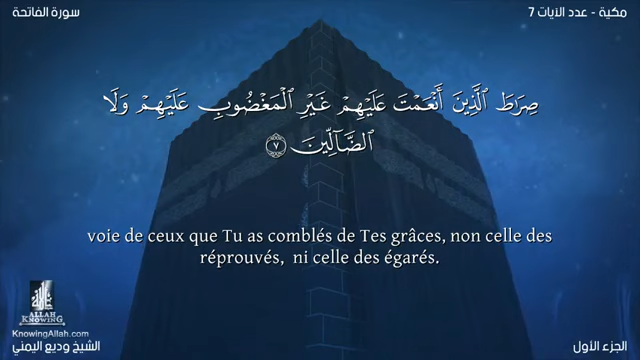 سورة الفاتحة
مكية - عدد الآيات 7
صِرَٰطَ ٱلَّذِينَ أَنْعَمْتَ عَلَيْهِمْ غَيْرِ ٱلْمَغْضُوبِ عَلَيْهِمْ وَلَا
ٱلضَّآلِّينَ ٧
voie de ceux que Tu as comblés de Tes grâces, non celle des
réprouvés, ni celle des égarés.
ALLAH
KNOWING
KnowingAllah.com
الشيخ وديع اليمني
الجزء الأول